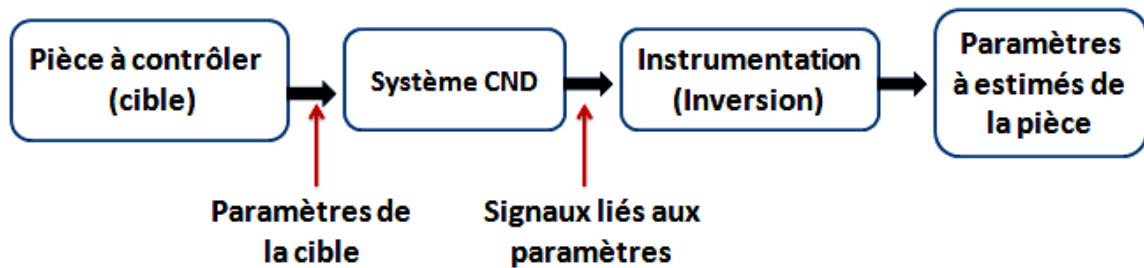 Pièce à contrôler
(cible)
Système CND
Instrumentation
(Inversion)
Paramètres
à estimés de
la pièce
Paramètres de
la cible
Signaux liés aux
paramètres